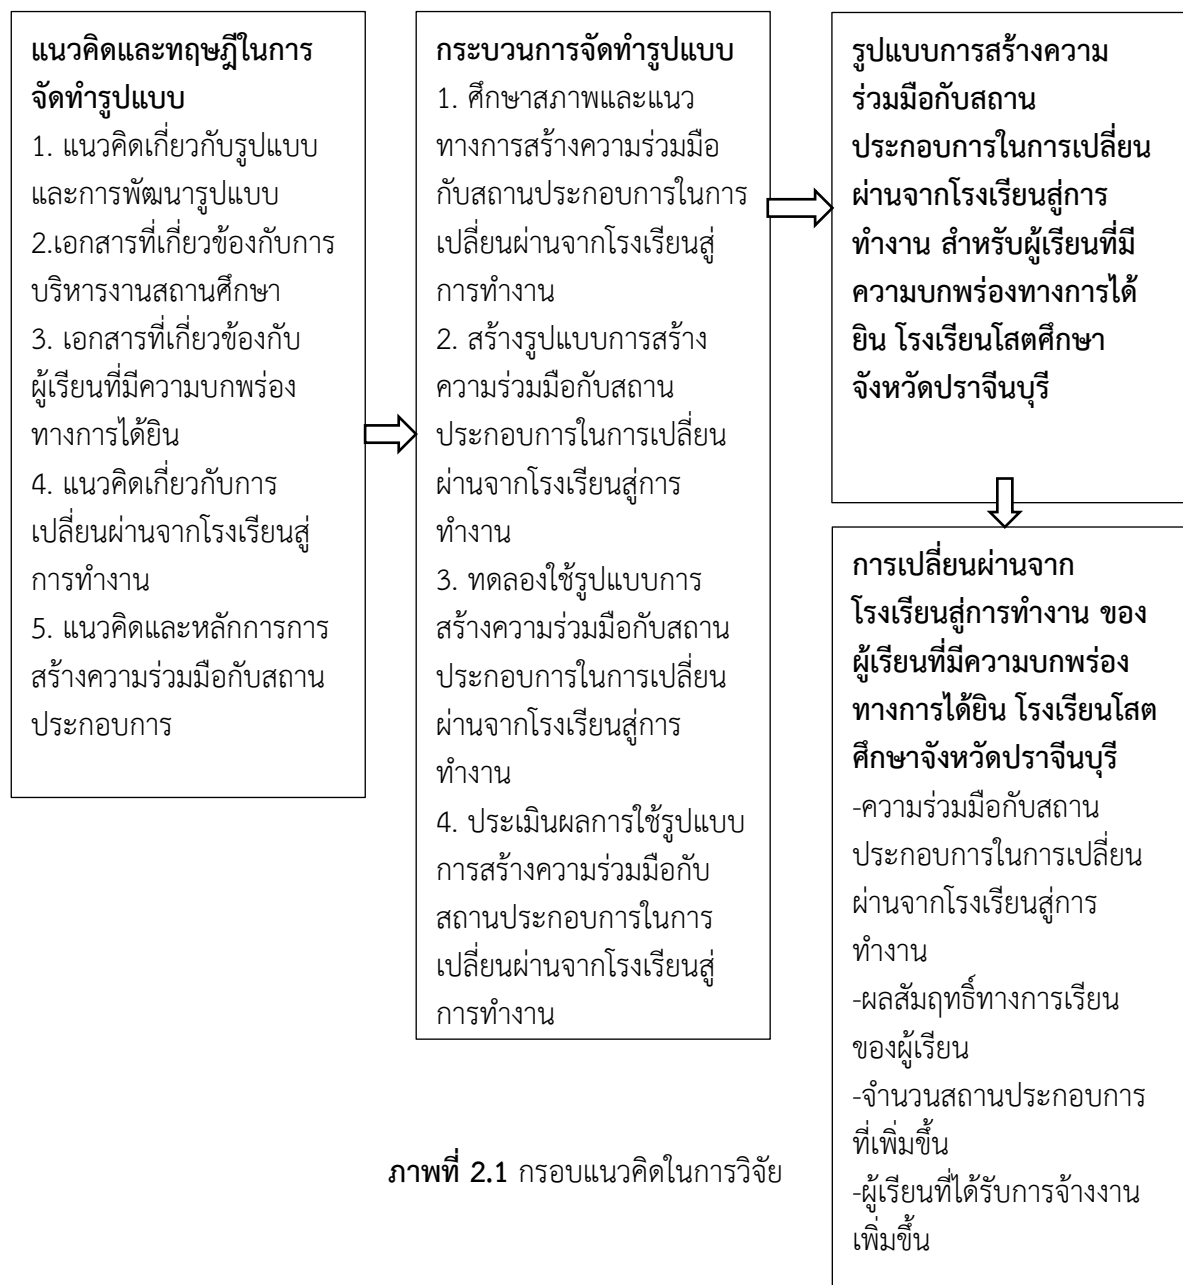 แนวคิดและทฤษฎีในการ
จัดทำรูปแบบ
1. แนวคิดเกี่ยวกับรูปแบบ
และการพัฒนารูปแบบ
2.เอกสารที่เกี่ยวข้องกับการ
บริหารงานสถานศึกษา
3. เอกสารที่เกี่ยวข้องกับ
ผู้เรียนที่มีความบกพร่อง
ทางการได้ยิน
4. แนวคิดเกี่ยวกับการ
เปลี่ยนผ่านจากโรงเรียนสู่
การทำงาน
5. แนวคิดและหลักการการ
สร้างความร่วมมือกับสถาน
ประกอบการ
กระบวนการจัดทำรูปแบบ
1. ศึกษาสภาพและแนว
ทางการสร้างความร่วมมือ
กับสถานประกอบการในการ
เปลี่ยนผ่านจากโรงเรียนสู่
การทำงาน
2. สร้างรูปแบบการสร้าง
ความร่วมมือกับสถาน
ประกอบการในการเปลี่ยน
ผ่านจากโรงเรียนสู่การ
ทำงาน
3. ทดลองใช้รูปแบบการ
สร้างความร่วมมือกับสถาน
ประกอบการในการเปลี่ยน
ผ่านจากโรงเรียนสู่การ
ทำงาน
4. ประเมินผลการใช้รูปแบบ
การสร้างความร่วมมือกับ
สถานประกอบการในการ
เปลี่ยนผ่านจากโรงเรียนสู่
การทำงาน
รูปแบบการสร้างความ
ร่วมมือกับสถาน
ประกอบการในการเปลี่ยน
ผ่านจากโรงเรียนสู่การ
ทำงาน สำหรับผู้เรียนที่มี
ความบกพร่องทางการได้
ยิน โรงเรียนโสตศึกษา
จังหวัดปราจีนบุรี
การเปลี่ยนผ่านจาก
โรงเรียนสู่การทำงาน ของ
ผู้เรียนที่มีความบกพร่อง
ทางการได้ยิน โรงเรียนโสต
ศึกษาจังหวัดปราจีนบุรี
-ความร่วมมือกับสถาน
ประกอบการในการเปลี่ยน
ผ่านจากโรงเรียนสู่การ
ทำงาน
-ผลสัมฤทธิ์ทางการเรียน
ของผู้เรียน
-จำนวนสถานประกอบการ
ที่เพิ่มขึ้น
-ผู้เรียนที่ได้รับการจ้างงาน
เพิ่มขึ้น
ภาพที่ 2.1 กรอบแนวคิดในการวิจัย